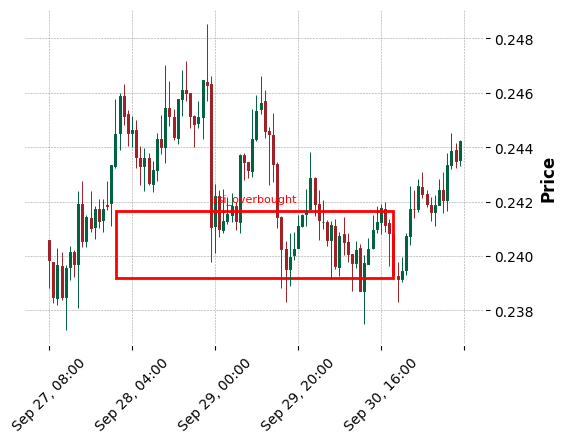 0.248
0.246
0.244
0.242
0.240
0.238
Price
rsi_overbought
Sep 27, 08:00
Sep 28, 04:00
Sep 29, 00:00
Sep 29, 20:00
Sep 30, 16:00